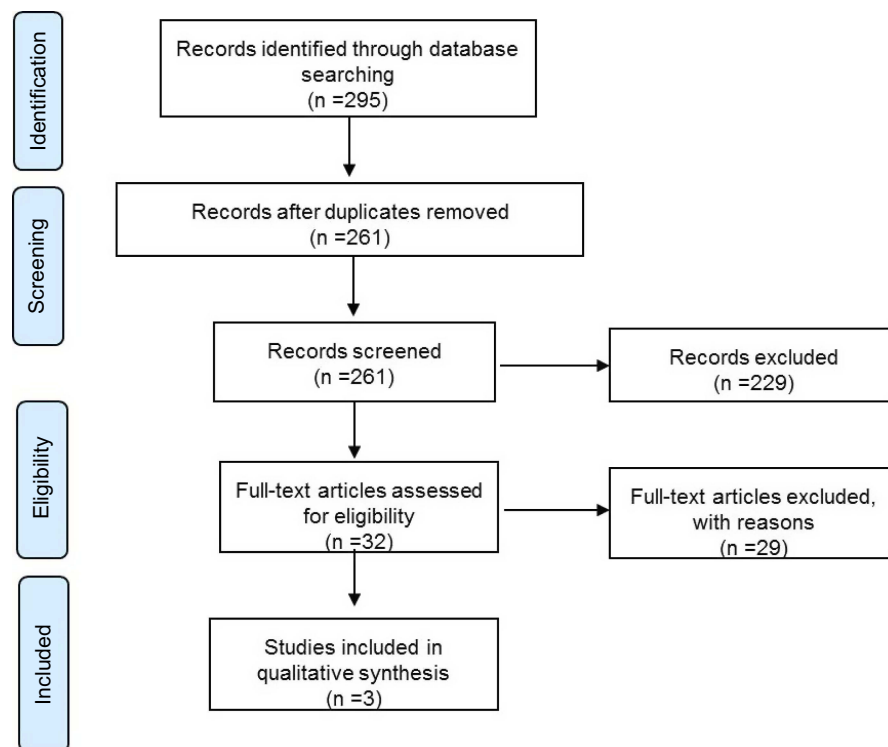 Identification
Records identified through database
searching
(n =295)
Screening
Records after duplicates removed
(n =261)
Records screened
(n =261)
Records excluded
(n =229)
Eligibility
Full-text articles assessed
for eligibility
(n =32)
Full-text articles excluded,
with reasons
(n =29)
Included
Studies included in
qualitative synthesis
(n =3)